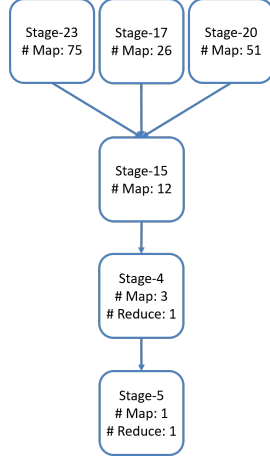 Stage-23
# Map: 75
Stage-17
# Map: 26
Stage-20
# Map: 51
Stage-15
# Map: 12
Stage-4
# Map: 3
# Reduce: 1
Stage-5
# Map: 1
# Reduce: 1